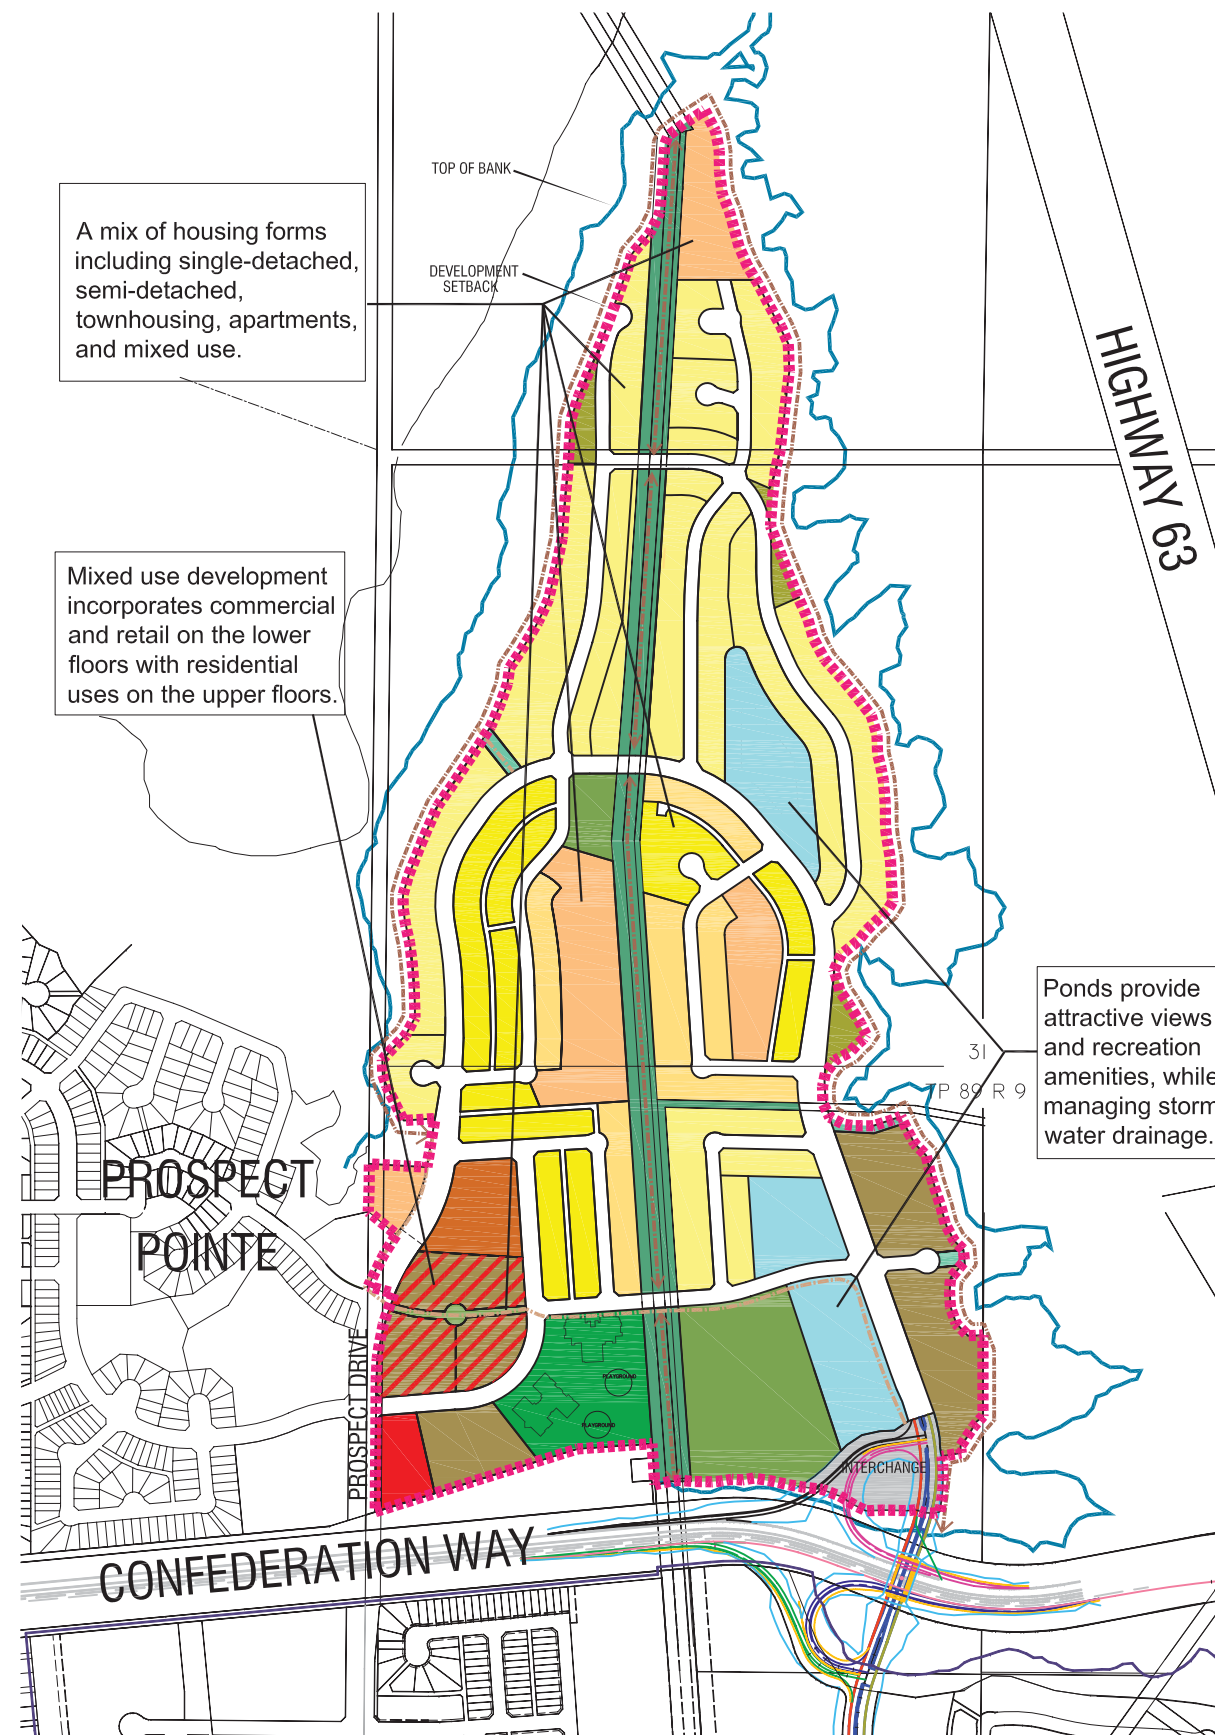 TOP OF BANK
A mix of housing forms
including single-detached,
semi-detached,
townhousing, apartments,
and mixed use.
DEVELOPMENT
SETBACK
HIGHWAY 63
Mixed use development
incorporates commercial
and retail on the lower
floors with residential
uses on the upper floors.
Ponds provide
attractive views
and recreation
amenities, while
managing storm
water drainage.
31
TP 89 R 9
PROSPECT
POINTE
PROSPECT DRIVE
PLAYGROUND
PLAYGROUND
INTERCHANGE
CONFEDERATION WAY